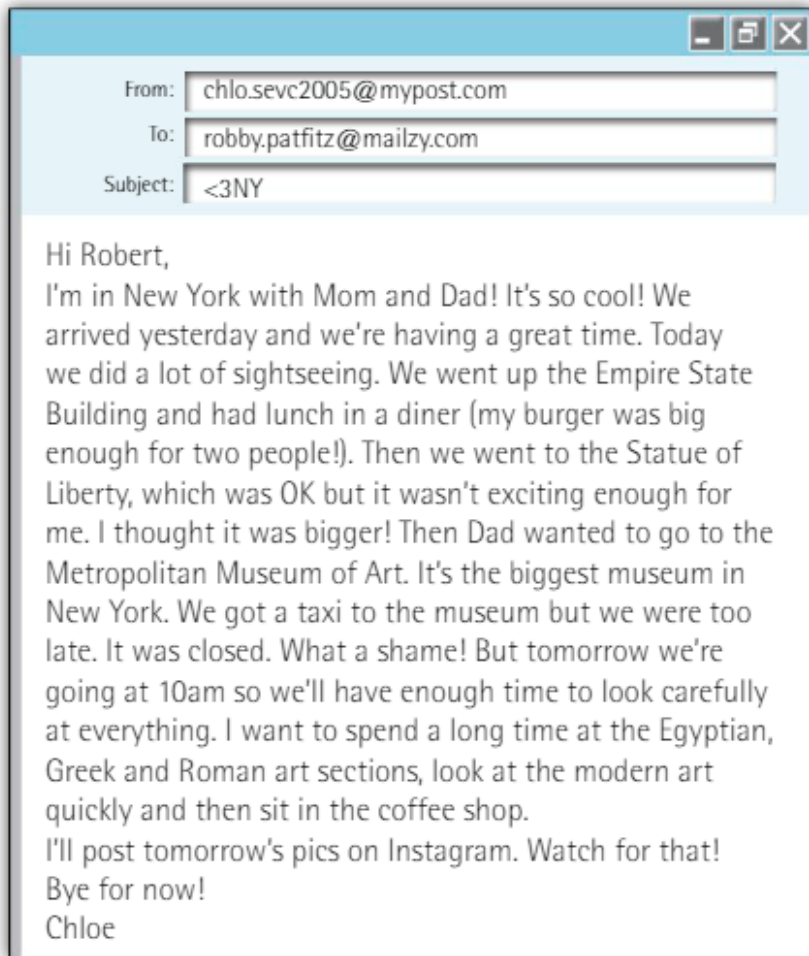 From: chlo.sevc2005@mypost.com
To: robby.patfitz@mailzy.com
Subject: <3NY
Hi Robert,
I'm in New York with Mom and Dad! It's so cool! We
arrived yesterday and we're having a great time. Today
we did a lot of sightseeing. We went up the Empire State
Building and had lunch in a diner (my burger was big
enough for two people!). Then we went to the Statue of
Liberty, which was OK but it wasn't exciting enough for
me. I thought it was bigger! Then Dad wanted to go to the
Metropolitan Museum of Art. It's the biggest museum in
New York. We got a taxi to the museum but we were too
late. It was closed. What a shame! But tomorrow we're
going at 10am so we'll have enough time to look carefully
at everything. I want to spend a long time at the Egyptian,
Greek and Roman art sections, look at the modern art
quickly and then sit in the coffee shop.
I'll post tomorrow's pics on Instagram. Watch for that!
Bye for now!
Chloe